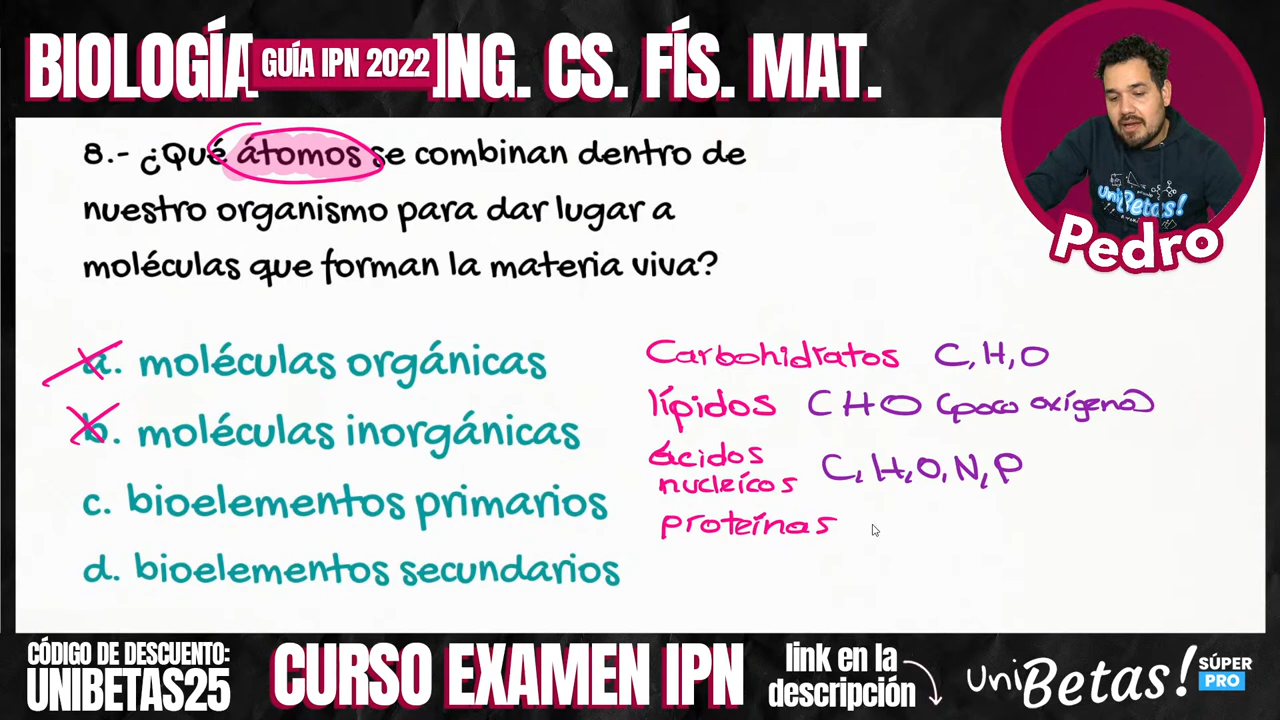 BIOLOGÍA[GUÍA IPN 2022]ING. CS. FÍS. MAT.
8.- ¿Qué átomos se combinan dentro de
nuestro organismo para dar lugar a
moléculas que forman la materia viva?
uniBetas!
Pedro
a. moléculas orgánicas
b. moléculas inorgánicas
c. bioelementos primarios
d. bioelementos secundarios
Carbohidratos C, H, O
lípidos C H O (poco oxígeno)
ácidos
nucleícos C, H, O, N, P
proteínas
CÓDIGO DE DESCUENTO:
UNIBETAS25
CURSO EXAMEN IPN
link en la
descripción
uniBetas! SÚPER
PRO